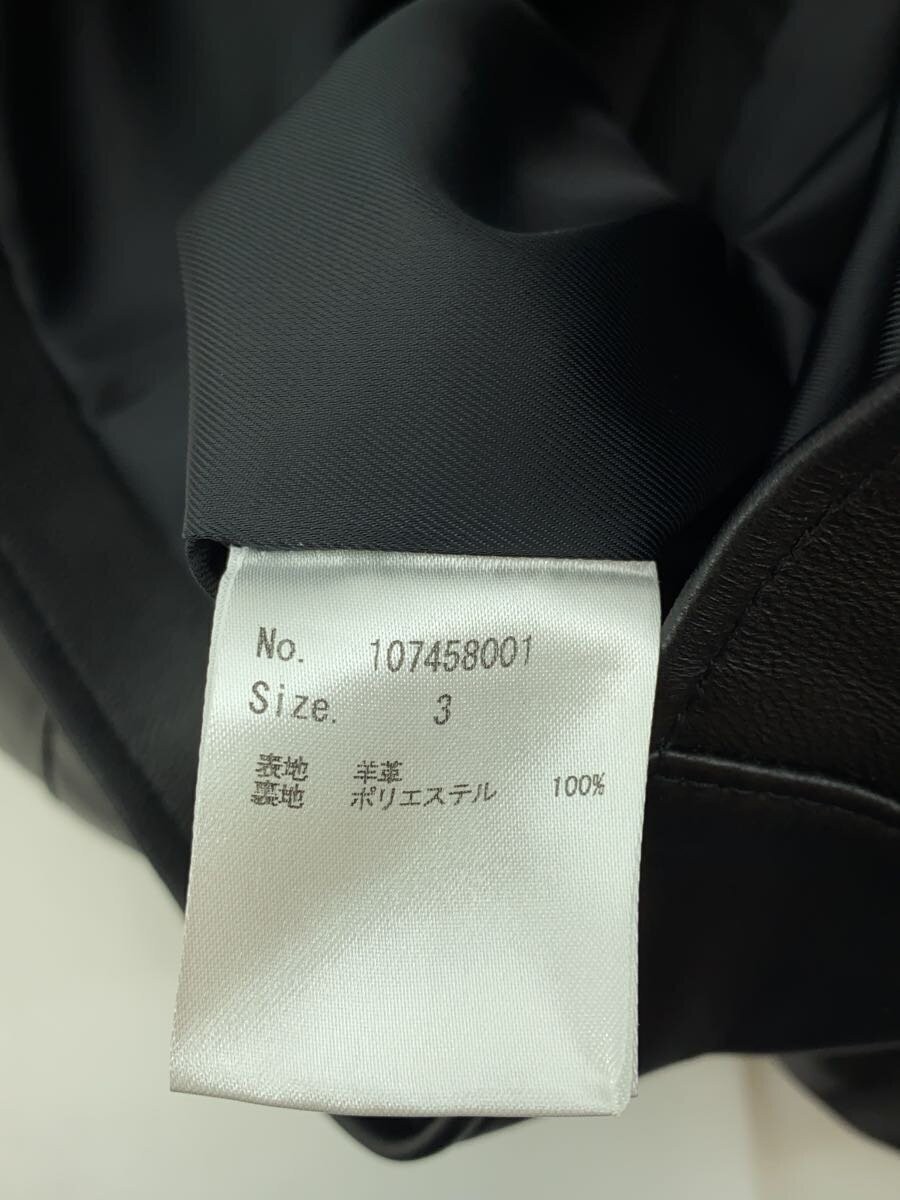 No. 107458001
Size. 3
表地 羊革
裏地 ポリエステル 100%